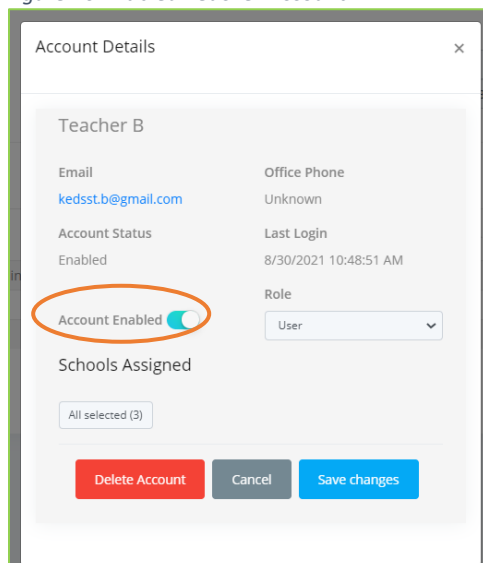 Account Details ×
Teacher B
Email Office Phone
kedsst.b@gmail.com Unknown
Account Status Last Login
Enabled 8/30/2021 10:48:51 AM
Role
Account Enabled User
Schools Assigned
All selected (3)
Delete Account Cancel Save changes